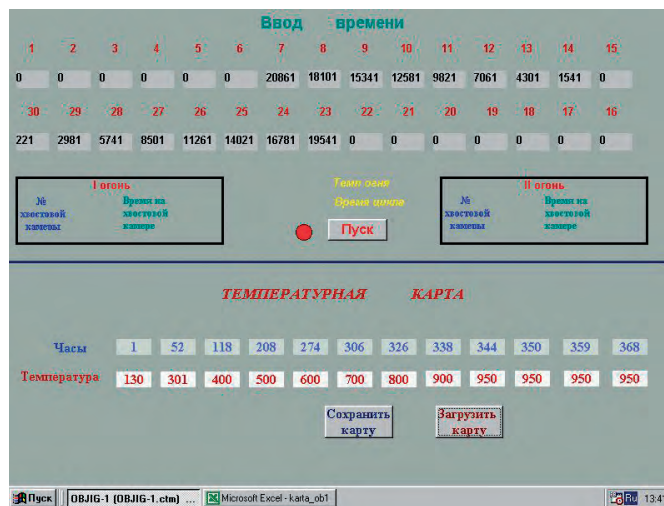 Ввод времени
1 2 3 4 5 6 7 8 9 10 11 12 13 14 15
0 0 0 0 0 0 20861 18101 15341 12581 9821 7061 4301 1541 0
30 29 28 27 26 25 24 23 22 21 20 19 18 17 16
221 2981 5741 8501 11261 14021 16781 19541 0 0 0 0 0 0 0
I огонь
№ хвостовой камеры
Время на хвостовой камере
Темп огня
Время цикла
Пуск
II огонь
№ хвостовой камеры
Время на хвостовой камере
ТЕМПЕРАТУРНАЯ КАРТА
Часы 1 52 118 208 274 306 326 338 344 350 359 368
Температура 130 301 400 500 600 700 800 900 950 950 950 950
Сохранить карту
Загрузить карту
Пуск OBJIG-1 (OBJIG-1.ctm) ... Microsoft Excel - karta_ob1 Ru 13:4